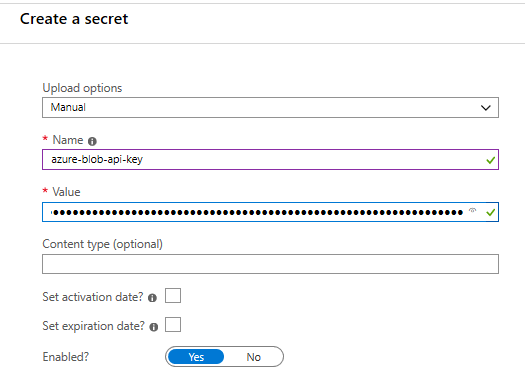 Create a secret
Upload options
Manual
* Name
azure-blob-api-key
* Value
Content type (optional)
Set activation date?
Set expiration date?
Enabled?
Yes No